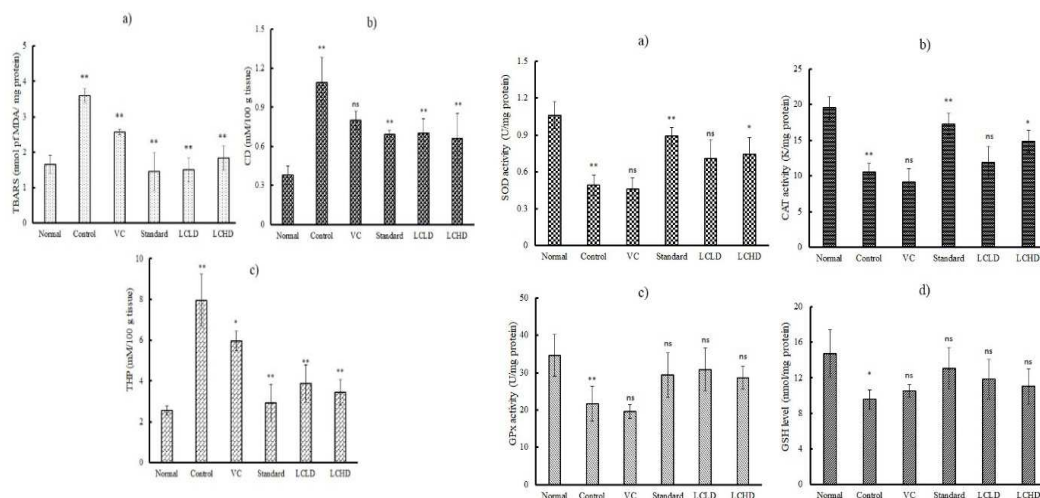 a)
TBARS (nmol pf MDA/ mg protein)
5
4
3
2
1
0
**
**
**
**
**
Normal Control VC Standard LCLD LCHD
b)
CD (mM/100 g tissue)
1.5
1.2
0.9
0.6
0.3
0
**
ns
**
**
**
Normal Control VC Standard LCLD LCHD
c)
THP (mM/100 g tissue)
10
8
6
4
2
0
**
*
**
**
**
Normal Control VC Standard LCLD LCHD
a)
SOD activity (U/mg protein)
1.5
1.2
0.9
0.6
0.3
0
**
ns
**
ns
*
Normal Control VC Standard LCLD LCHD
b)
CAT activity (K/mg protein)
25
20
15
10
5
0
**
ns
**
ns
*
Normal Control VC Standard LCLD LCHD
c)
GPx activity (U/mg protein)
50
40
30
20
10
0
**
ns
ns
ns
ns
Normal Control VC Standard LCLD LCHD
d)
GSH level (nmol/mg protein)
20
16
12
8
4
0
*
ns
ns
ns
ns
Normal Control VC Standard LCLD LCHD